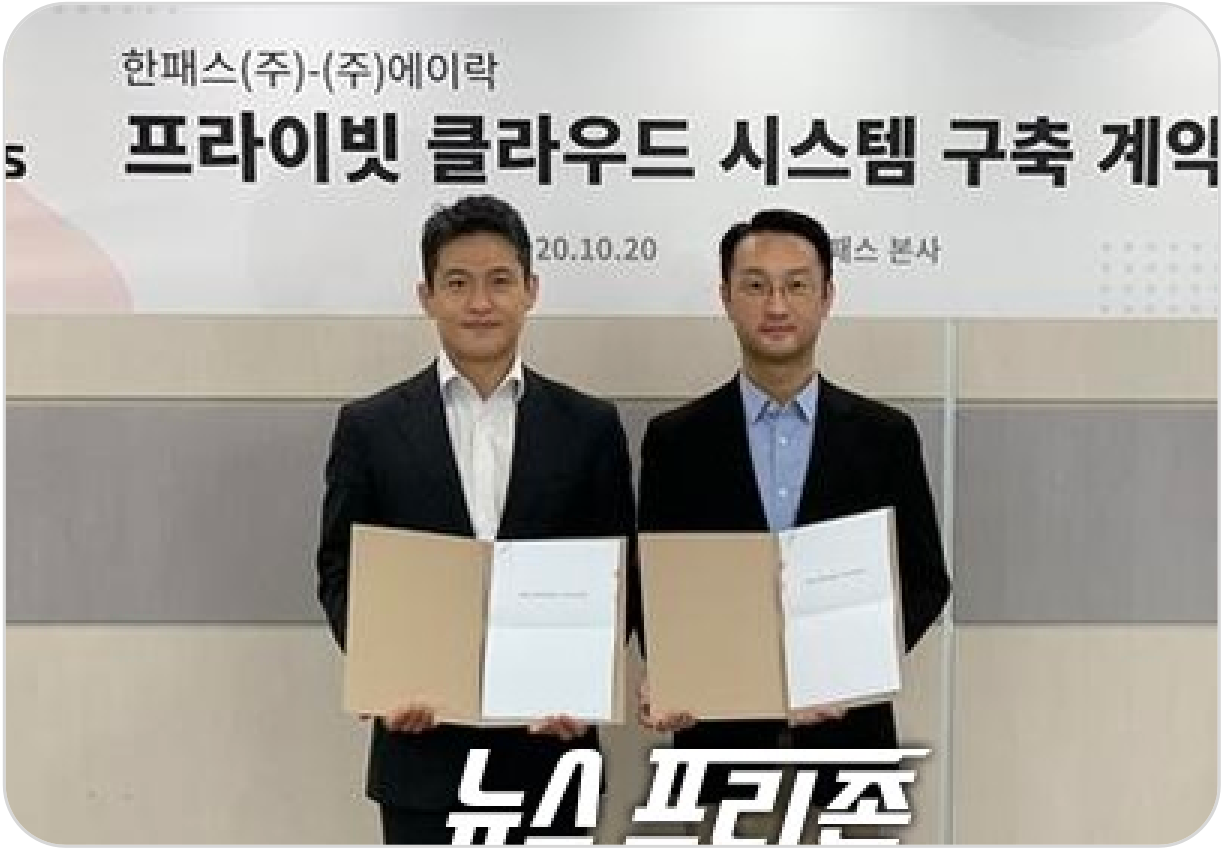 한패스(주)-(주)에이락
s 프라이빗 클라우드 시스템 구축 계약
20.10.20 패스 본사
뉴스 프리존